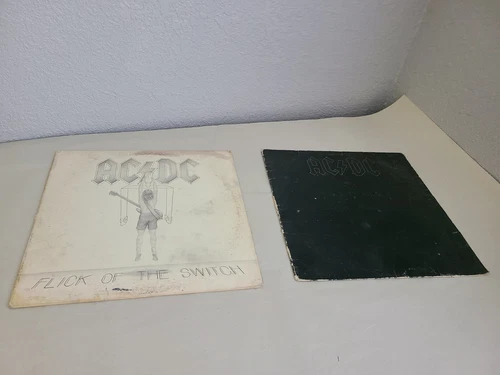 AC⚡DC
FLICK OF THE SWITCH
AC⚡DC